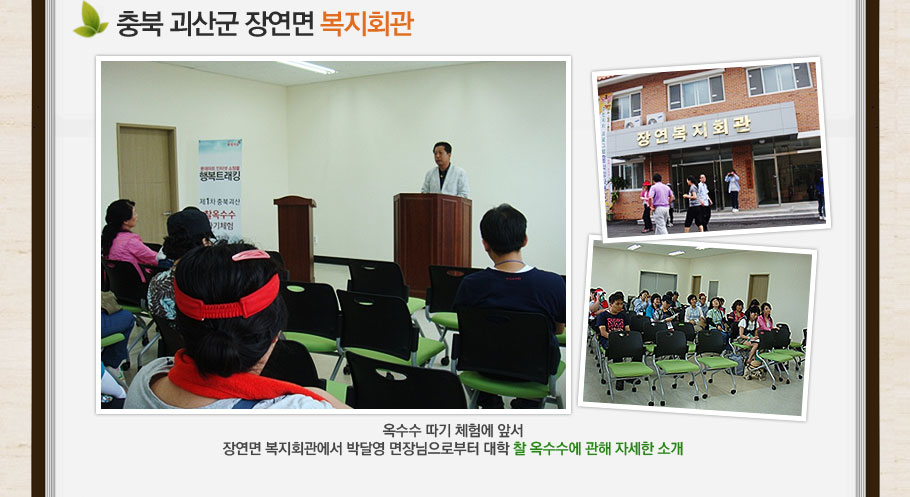 충북 괴산군 장연면 복지회관
행복트래킹
제1차 충북괴산
찰옥수수
따기체험
장연복지회관
옥수수 따기 체험에 앞서
장연면 복지회관에서 박달영 면장님으로부터 대학 찰 옥수수에 관해 자세한 소개